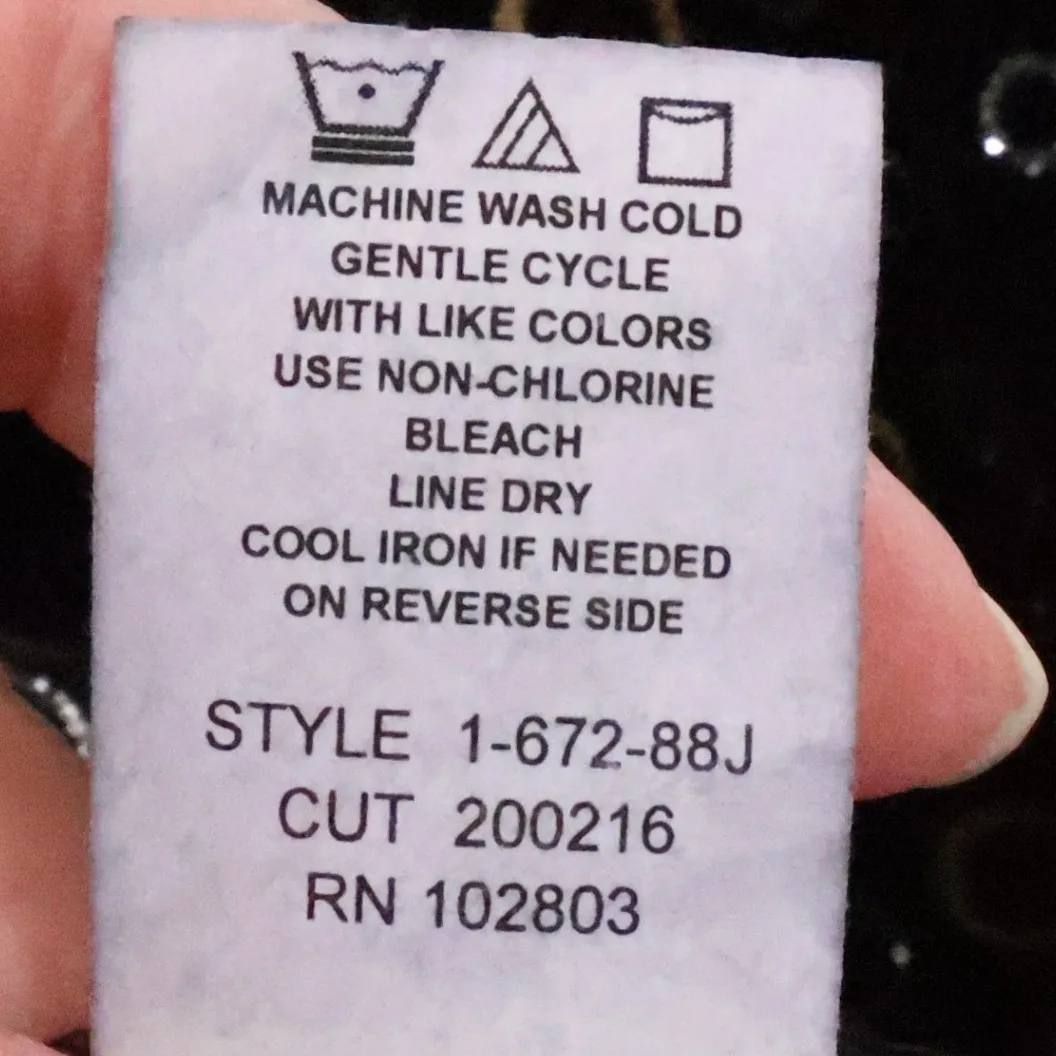 MACHINE WASH COLD
GENTLE CYCLE
WITH LIKE COLORS
USE NON-CHLORINE
BLEACH
LINE DRY
COOL IRON IF NEEDED
ON REVERSE SIDE
STYLE 1-672-88J
CUT 200216
RN 102803